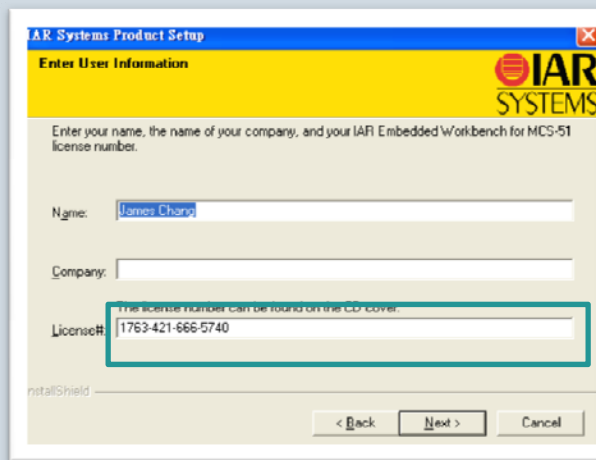 IAR Systems Product Setup
Enter User Information
IAR
SYSTEMS
Enter your name, the name of your company, and your IAR Embedded Workbench for MCS-51
license number.
Name: James Chang
Company:
The license number can be found on the CD cover.
License#: 1763-421-666-5740
nstallShield
< Back Next > Cancel